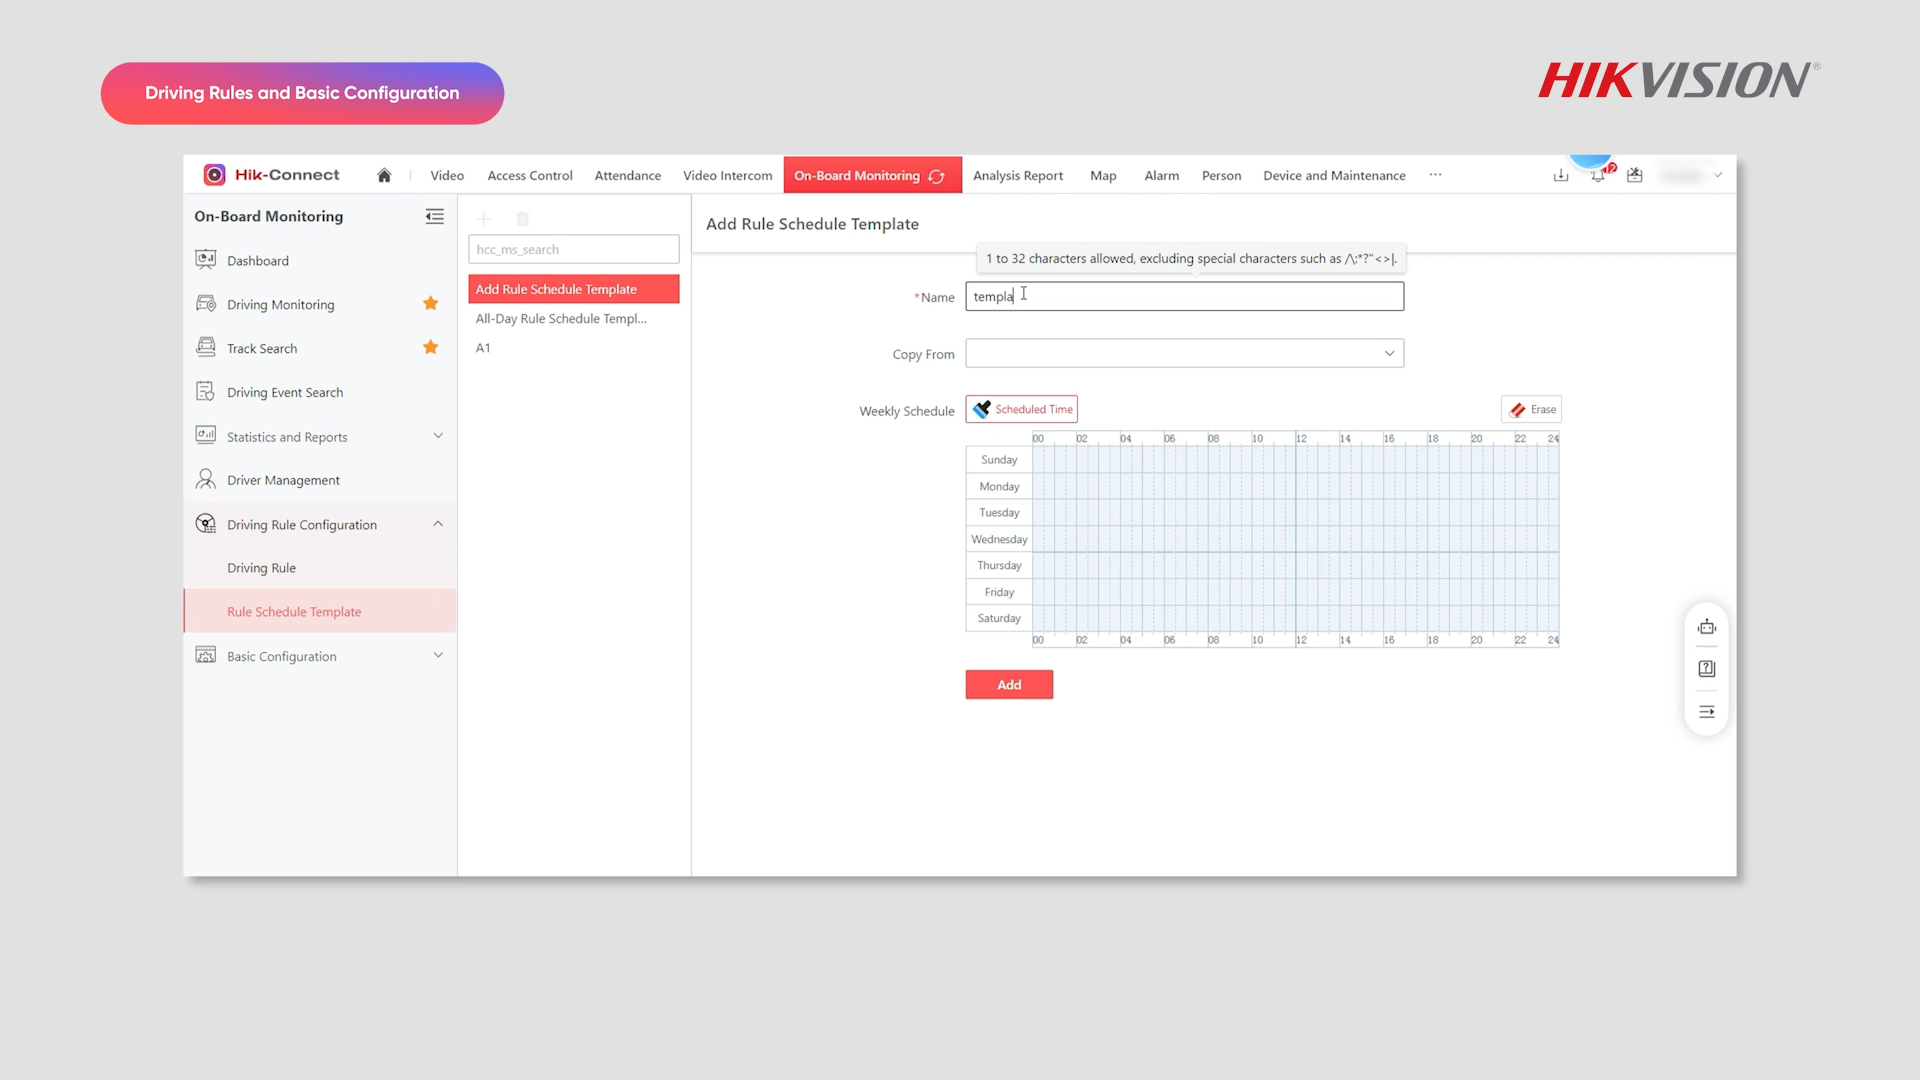 Driving Rules and Basic Configuration
HIKVISION®
Hik-Connect
Video
Access Control
Attendance
Video Intercom
On-Board Monitoring
Analysis Report
Map
Alarm
Person
Device and Maintenance
...
12
On-Board Monitoring
Dashboard
Driving Monitoring
Track Search
Driving Event Search
Statistics and Reports
Driver Management
Driving Rule Configuration
Driving Rule
Rule Schedule Template
Basic Configuration
hcc_ms_search
Add Rule Schedule Template
All-Day Rule Schedule Templ...
A1
Add Rule Schedule Template
1 to 32 characters allowed, excluding special characters such as /\:*?"<>|.
*Name
templa
Copy From
Weekly Schedule
Scheduled Time
Erase
00 02 04 06 08 10 12 14 16 18 20 22 24
Sunday
Monday
Tuesday
Wednesday
Thursday
Friday
Saturday
00 02 04 06 08 10 12 14 16 18 20 22 24
Add